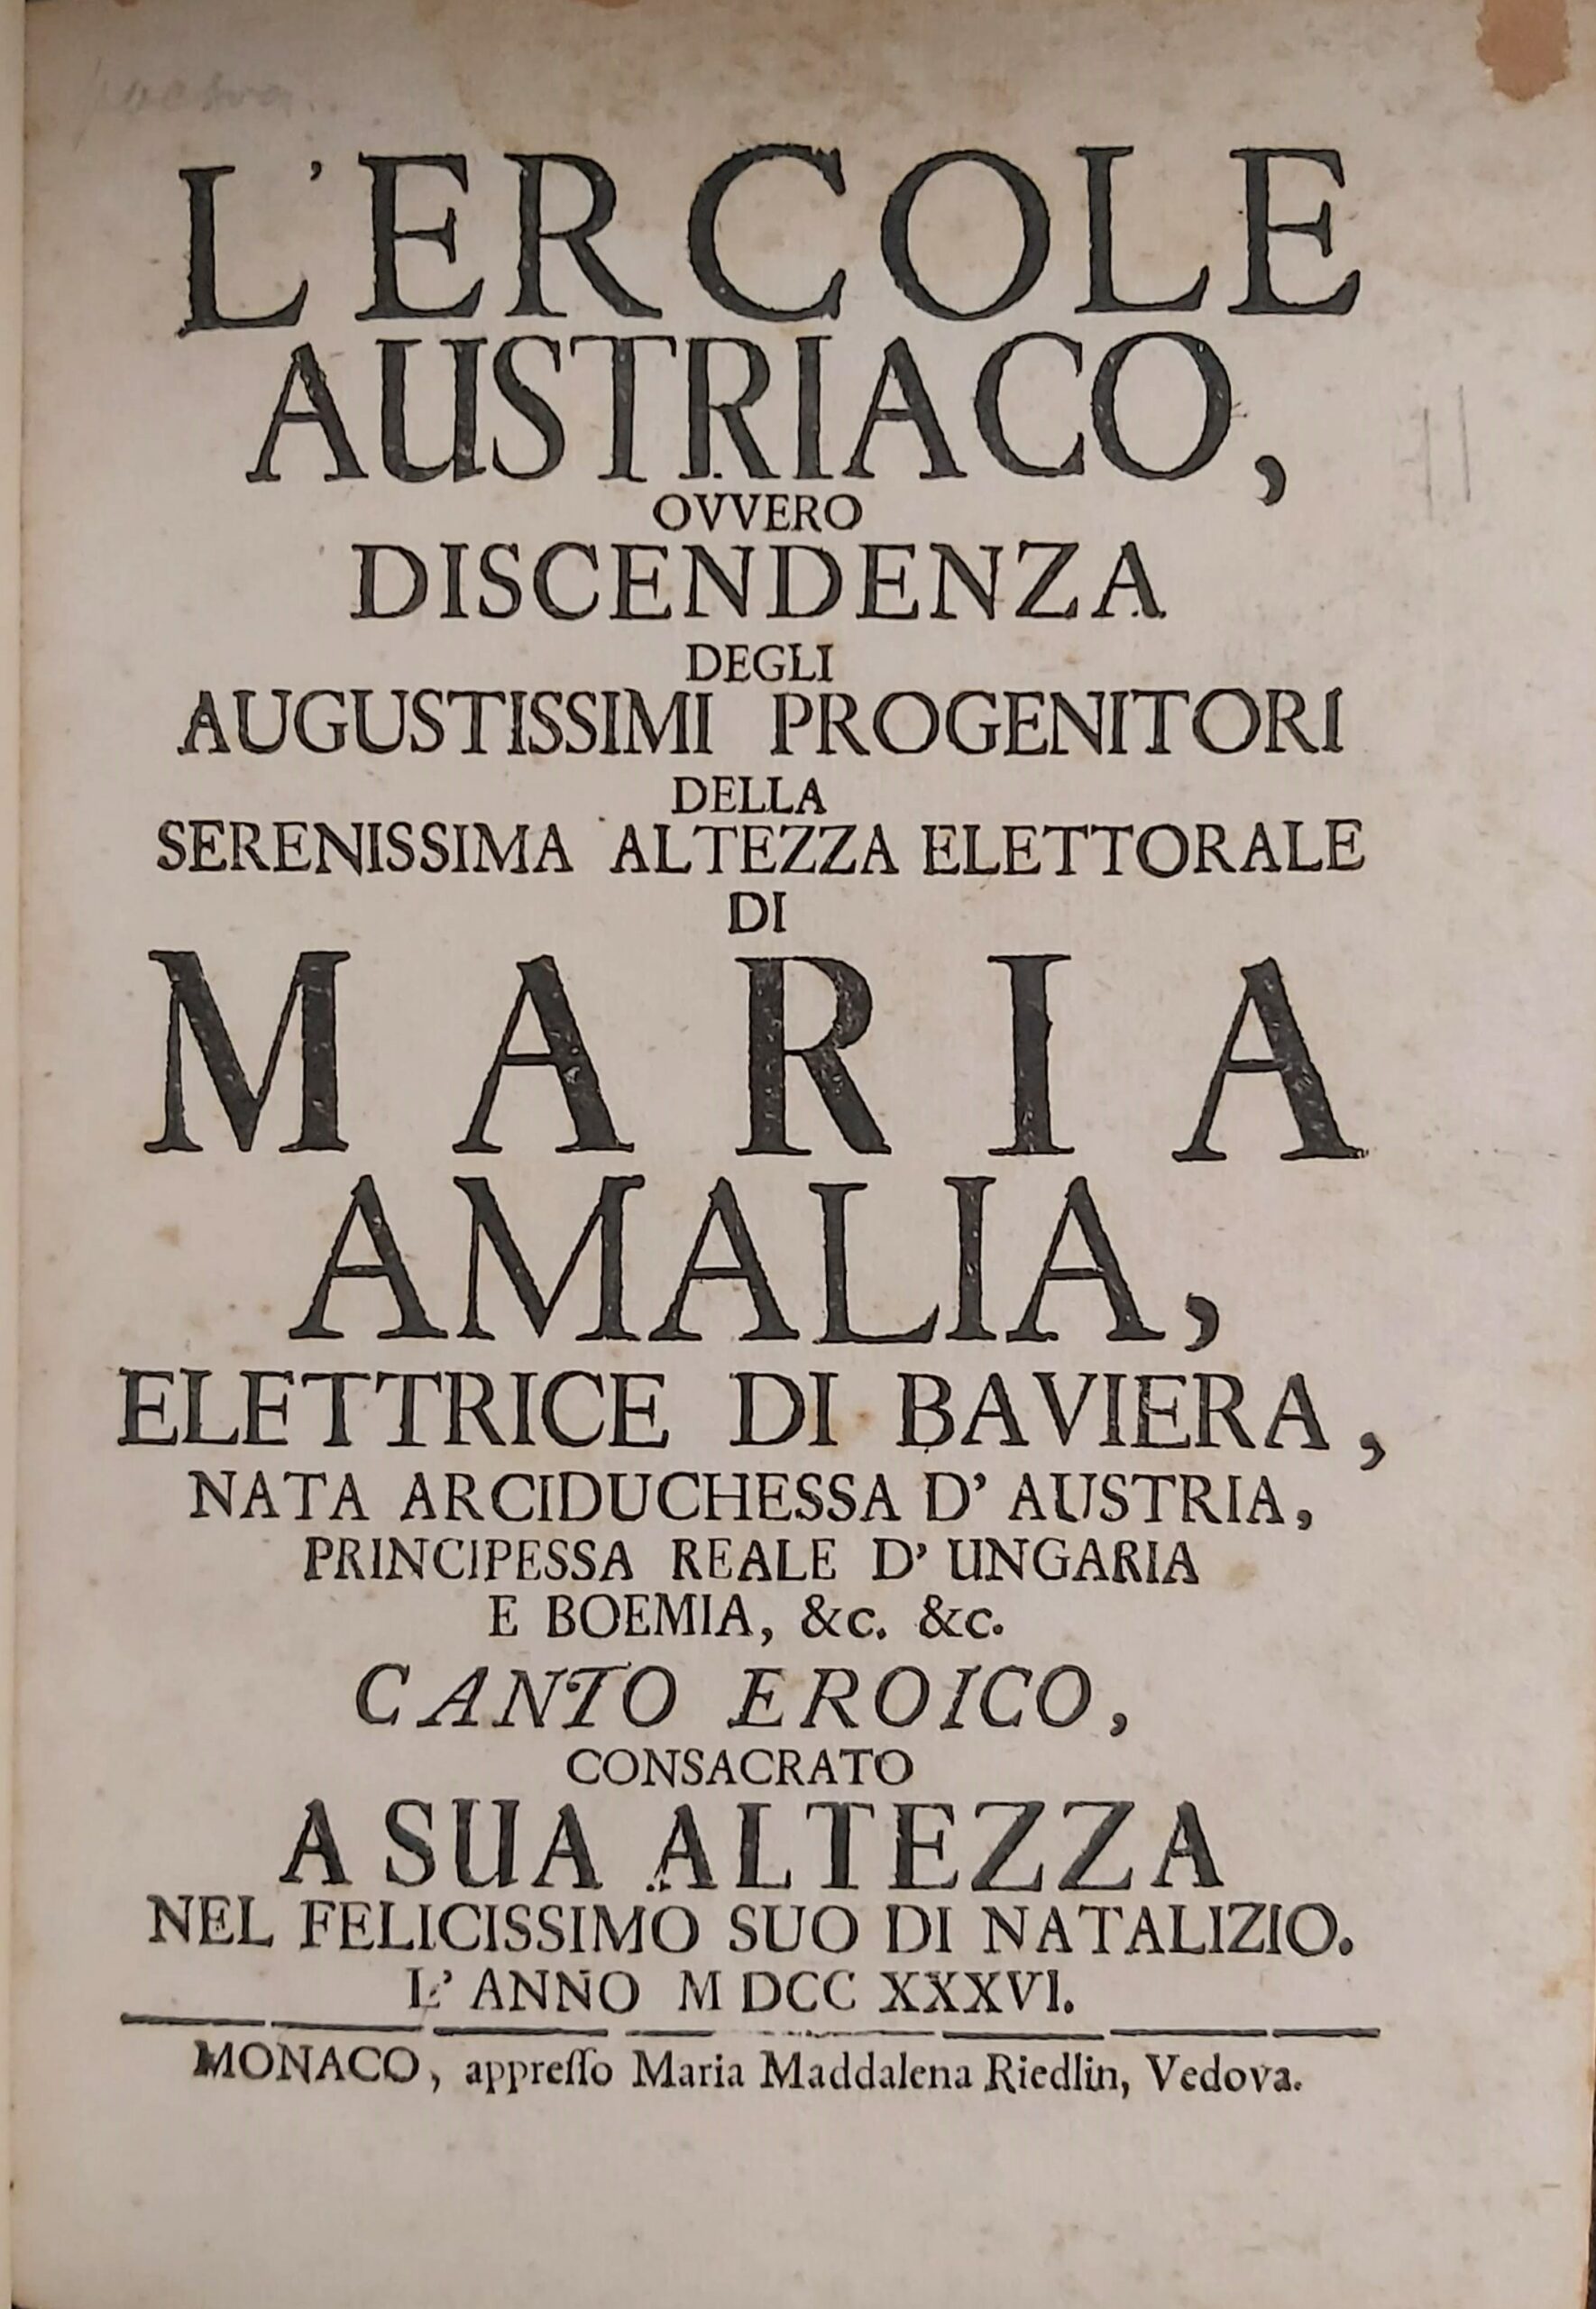 L'ERCOLE
AUSTRIACO,
OVVERO
DISCENDENZA
DEGLI
AUGUSTISSIMI PROGENITORI
DELLA
SERENISSIMA ALTEZZA ELETTORALE
DI
MARIA
AMALIA,
ELETTRICE DI BAVIERA,
NATA ARCIDUCHESSA D' AUSTRIA,
PRINCIPESSA REALE D' UNGARIA
E BOEMIA, &c. &c.
CANTO EROICO,
CONSACRATO
A SUA ALTEZZA
NEL FELICISSIMO SUO DI NATALIZIO.
L' ANNO M DCC XXXVI.
MONACO, appreſſo Maria Maddalena Riedlin, Vedova.